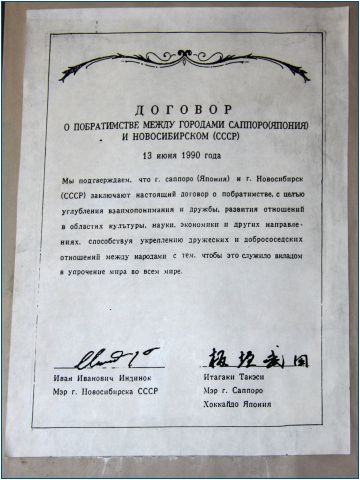 ДОГОВОР
О ПОБРАТИМСТВЕ МЕЖДУ ГОРОДАМИ САППОРО(ЯПОНИЯ)
И НОВОСИБИРСКОМ (СССР)
13 июня 1990 года
Мы подтверждаем, что г. саппоро (Япония) и г. Новосибирск
(СССР) заключают настоящий договор о побратимстве, с целью
углубления взаимопонимания и дружбы, развития отношений
в областях культуры, науки, экономики и других направле-
ниях, способствуя укреплению дружеских и добрососедских
отношений между народами с тем, чтобы это служило вкладом
в упрочение мира во всем мире.
板垣武四
Иван Иванович Индинок
Мэр г. Новосибирска СССР
Итагаки Такэси
Мэр г. Саппоро
Хоккайдо Япония